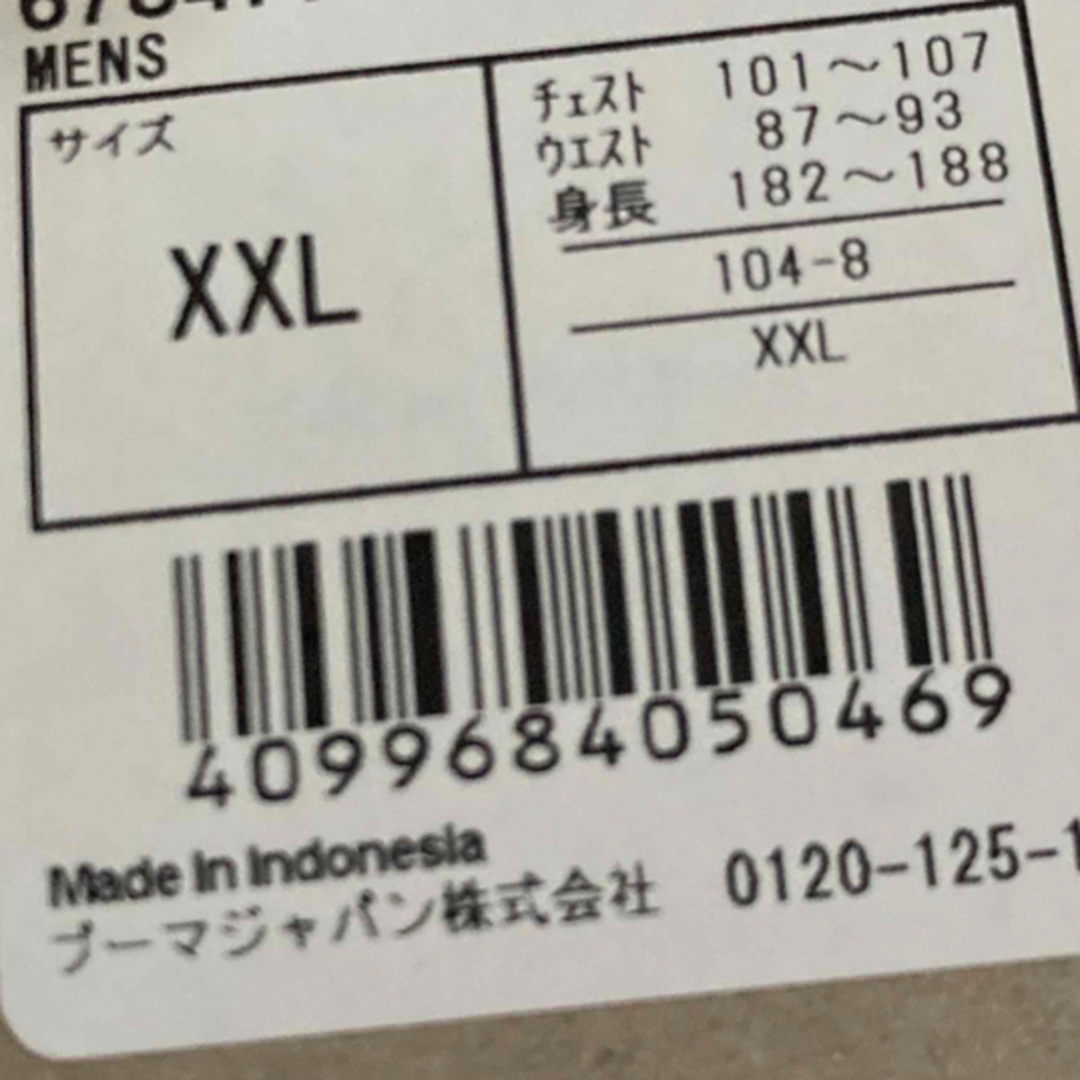 MENS
サイズ
XXL
チェスト 101～107
ウエスト 87～93
身長 182～188
104-8
XXL
4099684050469
Made in Indonesia
プーマジャパン株式会社 0120-125-1